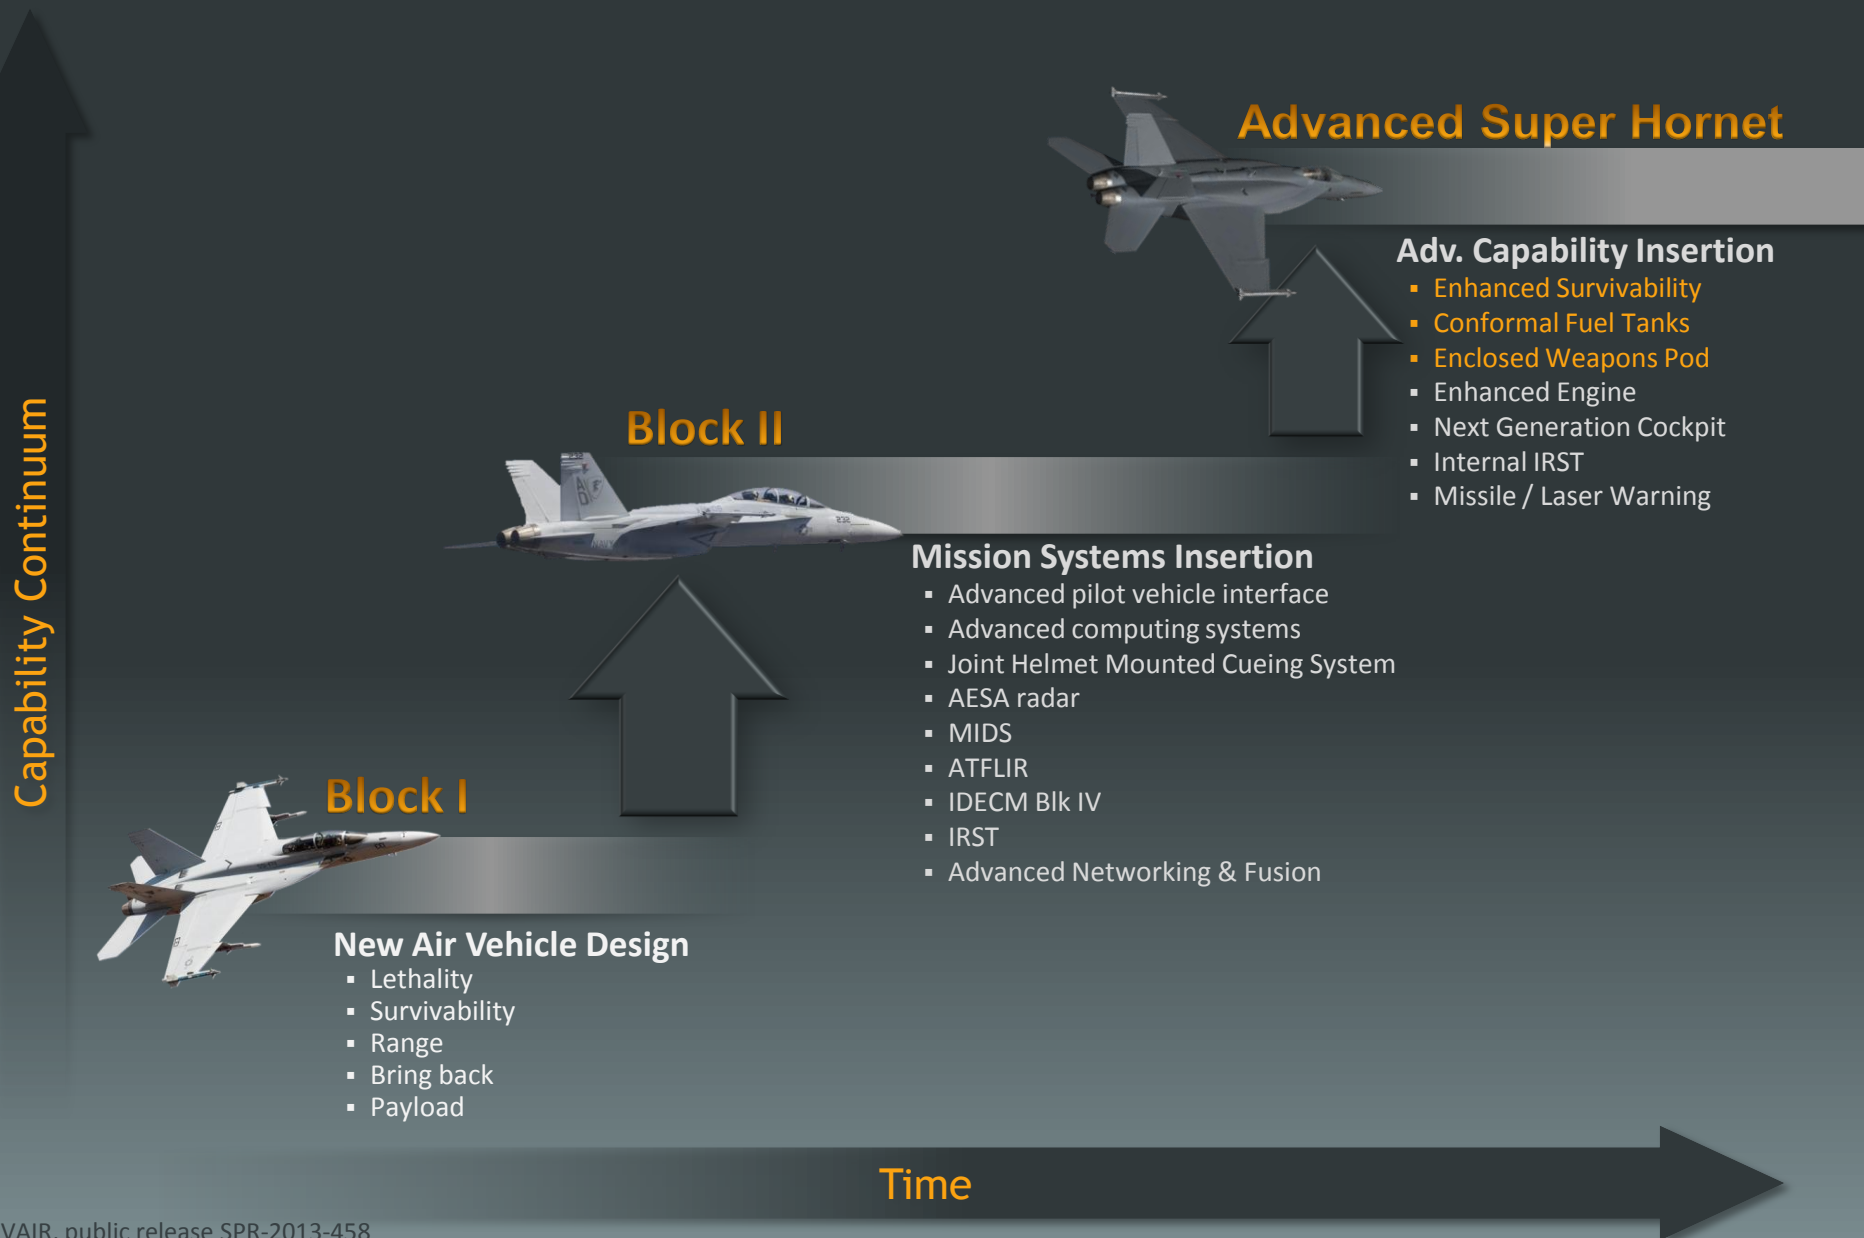 Advanced Super Hornet
Adv. Capability Insertion
▪ Enhanced Survivability
▪ Conformal Fuel Tanks
▪ Enclosed Weapons Pod
▪ Enhanced Engine
▪ Next Generation Cockpit
▪ Internal IRST
▪ Missile / Laser Warning
Block II
Mission Systems Insertion
▪ Advanced pilot vehicle interface
▪ Advanced computing systems
▪ Joint Helmet Mounted Cueing System
▪ AESA radar
▪ MIDS
▪ ATFLIR
▪ IDECM Blk IV
▪ IRST
▪ Advanced Networking & Fusion
Block I
New Air Vehicle Design
▪ Lethality
▪ Survivability
▪ Range
▪ Bring back
▪ Payload
Capability Continuum
Time
VAIR, public release SPR-2013-458
232